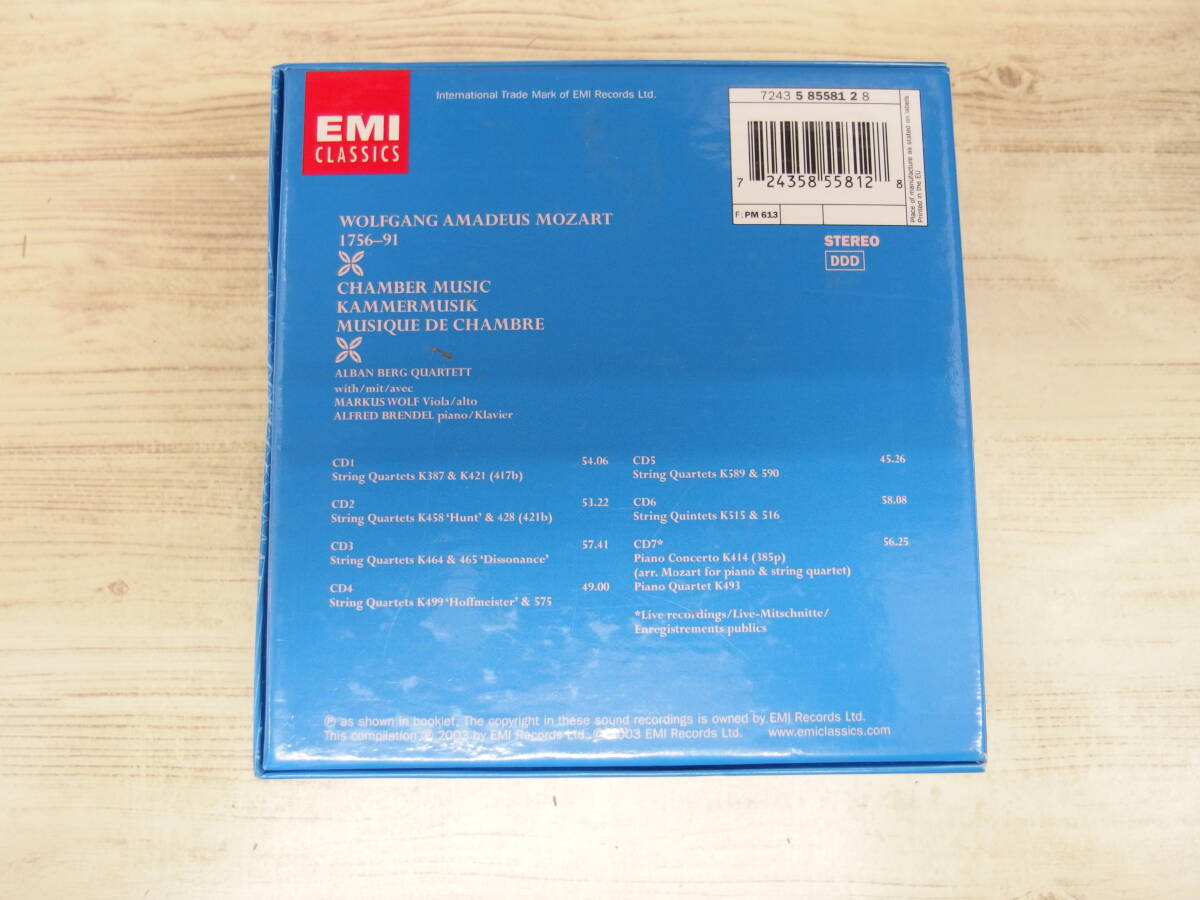 EMI
CLASSICS
International Trade Mark of EMI Records Ltd.
7243 5 85581 2 8
7 24358 55812 8
F: PM 613
Place of manufacture as stated on labels
Printed in the EU
STEREO
DDD
WOLFGANG AMADEUS MOZART
1756–91
CHAMBER MUSIC
KAMMERMUSIK
MUSIQUE DE CHAMBRE
ALBAN BERG QUARTETT
with/mit/avec
MARKUS WOLF Viola/alto
ALFRED BRENDEL piano/Klavier
CD1 54.06
String Quartets K387 & K421 (417b)
CD2 53.22
String Quartets K458 ‘Hunt’ & 428 (421b)
CD3 57.41
String Quartets K464 & 465 ‘Dissonance’
CD4 49.00
String Quartets K499 ‘Hoffmeister’ & 575
CD5 45.26
String Quartets K589 & 590
CD6 58.08
String Quintets K515 & 516
CD7* 56.25
Piano Concerto K414 (385p)
(arr. Mozart for piano & string quartet)
Piano Quartet K493
*Live recordings/Live-Mitschnitte/
Enregistrements publics
℗ as shown in booklet. The copyright in these sound recordings is owned by EMI Records Ltd.
This compilation ℗ 2003 by EMI Records Ltd. © 2003 EMI Records Ltd. www.emiclassics.com